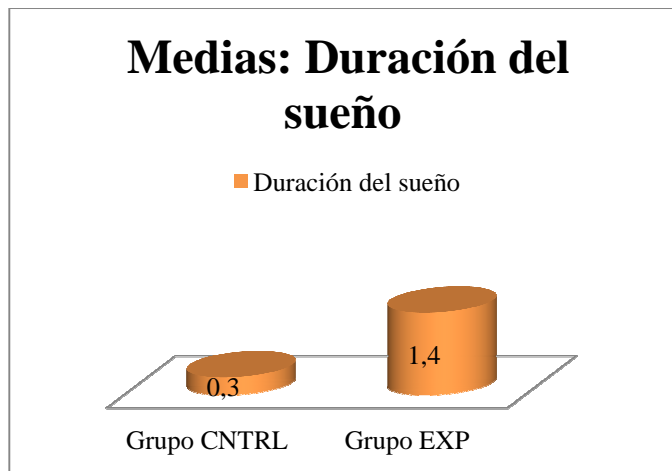 Medias: Duración del
sueño
Duración del sueño
0,3
1,4
Grupo CNTRL
Grupo EXP